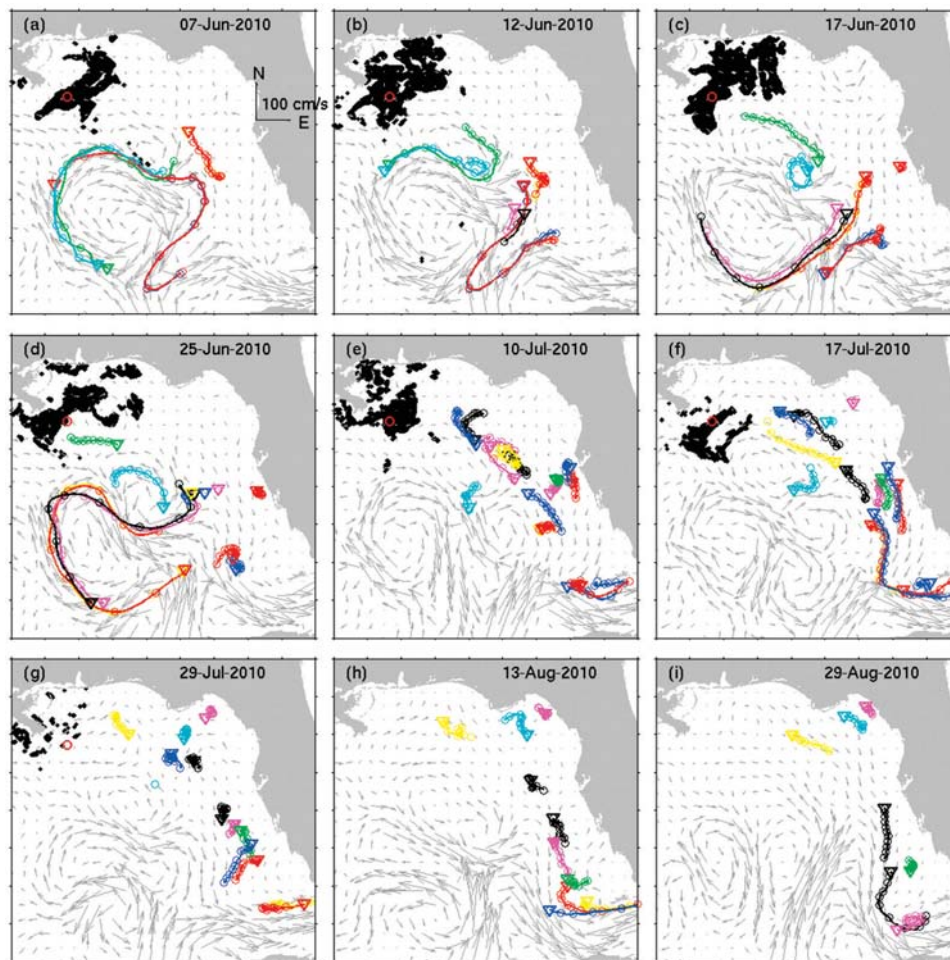 (a) 07-Jun-2010
(b) 12-Jun-2010
(c) 17-Jun-2010
N
100 cm/s
E
(d) 25-Jun-2010
(e) 10-Jul-2010
(f) 17-Jul-2010
(g) 29-Jul-2010
(h) 13-Aug-2010
(i) 29-Aug-2010